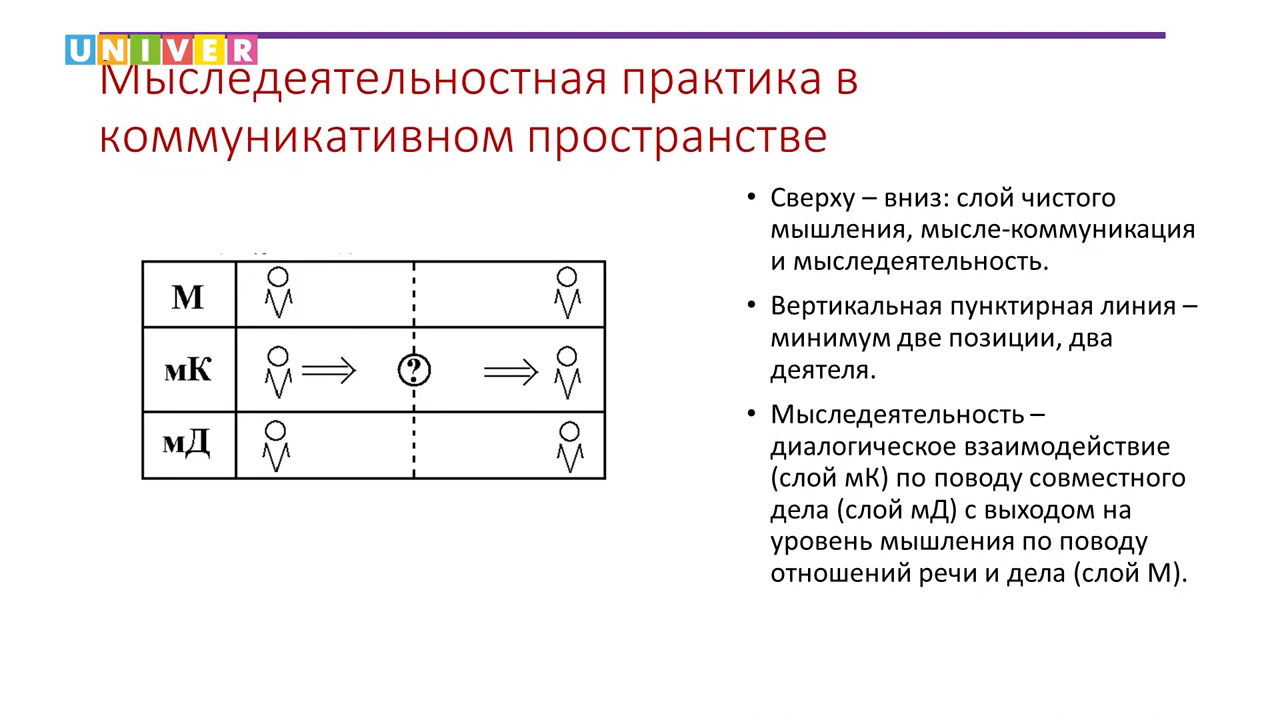 UNIVER
Мыследеятельностная практика в
коммуникативном пространстве
• Сверху – вниз: слой чистого
мышления, мысле-коммуникация
и мыследеятельность.
• Вертикальная пунктирная линия –
минимум две позиции, два
деятеля.
• Мыследеятельность –
диалогическое взаимодействие
(слой мК) по поводу совместного
дела (слой мД) с выходом на
уровень мышления по поводу
отношений речи и дела (слой М).
М
мК
?
мД